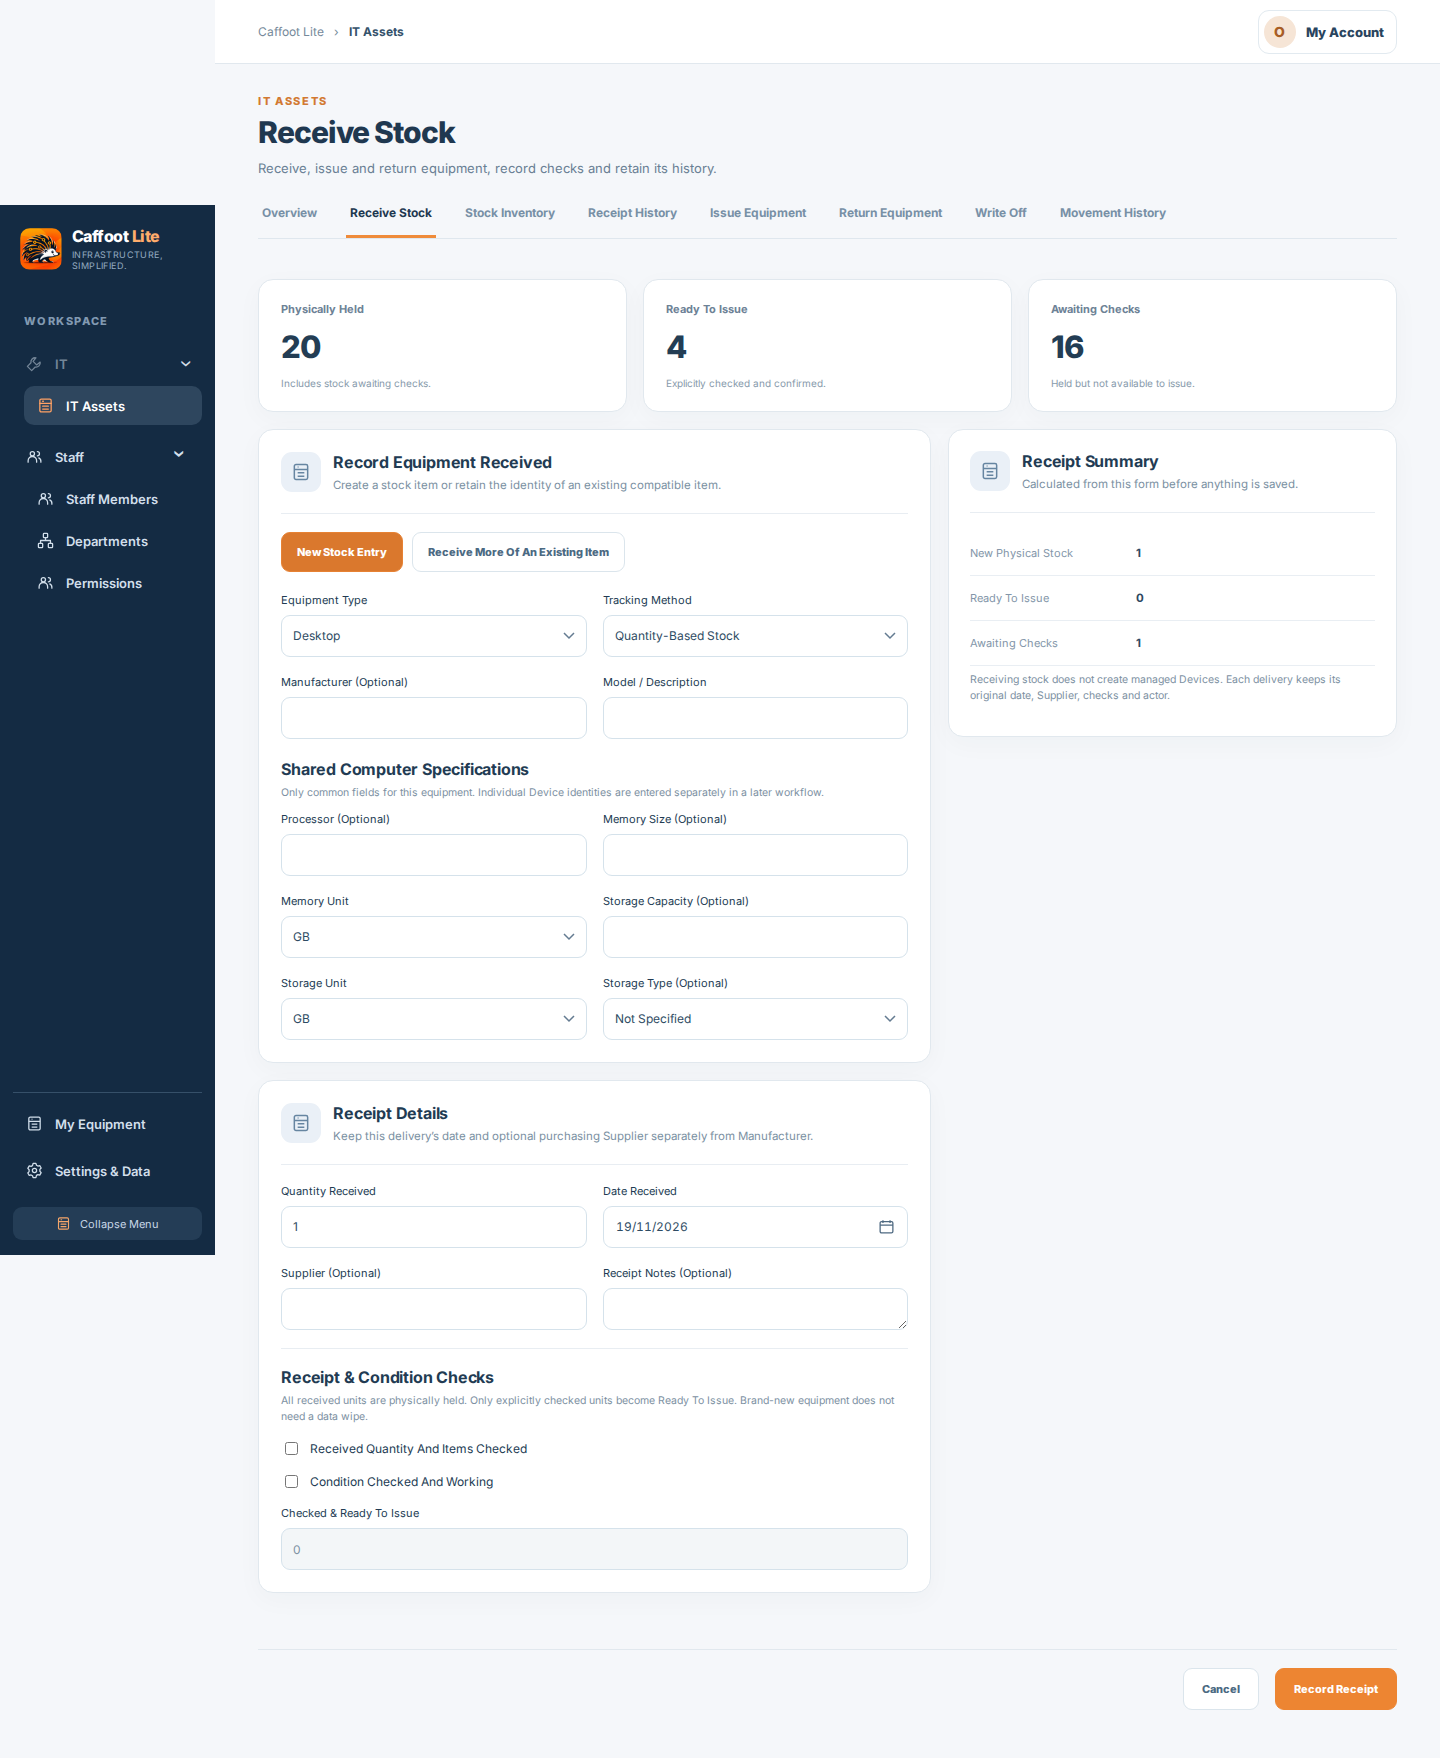 Caffoot Lite › IT Assets
O My Account
IT ASSETS
Receive Stock
Receive, issue and return equipment, record checks and retain its history.
Overview Receive Stock Stock Inventory Receipt History Issue Equipment Return Equipment Write Off Movement History
Caffoot Lite
INFRASTRUCTURE,
SIMPLIFIED.
WORKSPACE
IT
IT Assets
Staff
Staff Members
Departments
Permissions
My Equipment
Settings & Data
Collapse Menu
Physically Held
20
Includes stock awaiting checks.
Ready To Issue
4
Explicitly checked and confirmed.
Awaiting Checks
16
Held but not available to issue.
Record Equipment Received
Create a stock item or retain the identity of an existing compatible item.
New Stock Entry Receive More Of An Existing Item
Equipment Type Tracking Method
Desktop Quantity-Based Stock
Manufacturer (Optional) Model / Description
Shared Computer Specifications
Only common fields for this equipment. Individual Device identities are entered separately in a later workflow.
Processor (Optional) Memory Size (Optional)
Memory Unit Storage Capacity (Optional)
GB
Storage Unit Storage Type (Optional)
GB Not Specified
Receipt Summary
Calculated from this form before anything is saved.
New Physical Stock 1
Ready To Issue 0
Awaiting Checks 1
Receiving stock does not create managed Devices. Each delivery keeps its
original date, Supplier, checks and actor.
Receipt Details
Keep this delivery's date and optional purchasing Supplier separately from Manufacturer.
Quantity Received Date Received
1 19/11/2026
Supplier (Optional) Receipt Notes (Optional)
Receipt & Condition Checks
All received units are physically held. Only explicitly checked units become Ready To Issue. Brand-new equipment does not
need a data wipe.
Received Quantity And Items Checked
Condition Checked And Working
Checked & Ready To Issue
0
Cancel Record Receipt